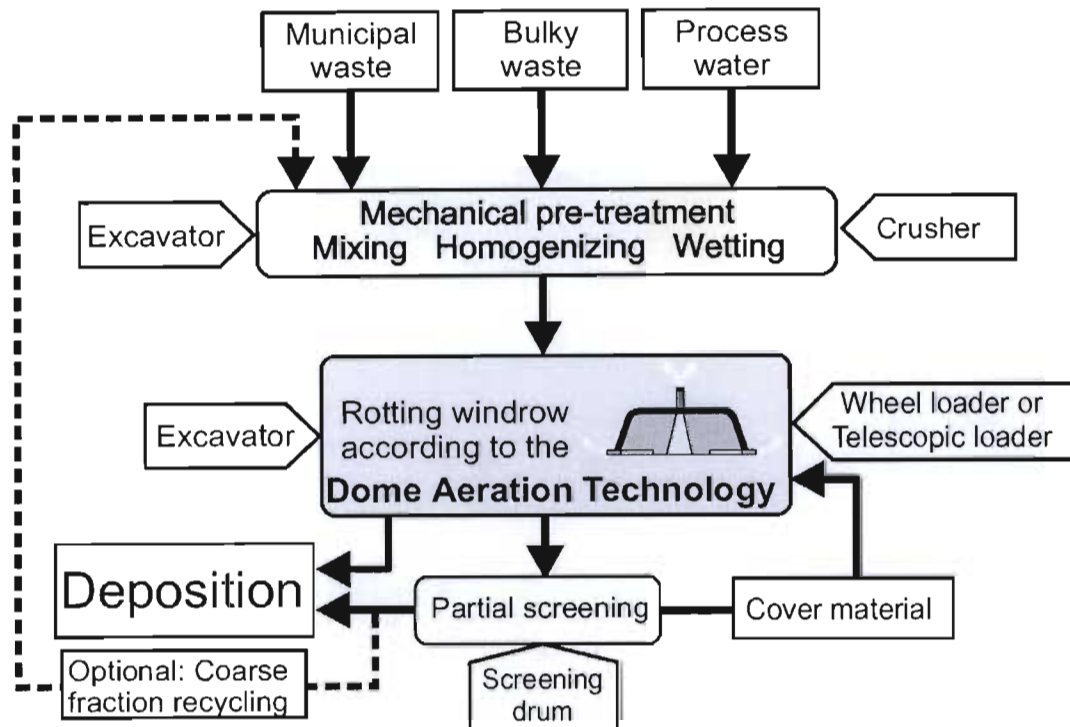 Municipal
waste
Bulky
waste
Process
water
Excavator
Mechanical pre-treatment
Mixing Homogenizing Wetting
Crusher
Excavator
Rotting windrow
according to the
Dome Aeration Technology
Wheel loader or
Telescopic loader
Deposition
Partial screening
Cover material
Optional: Coarse
fraction recycling
Screening
drum